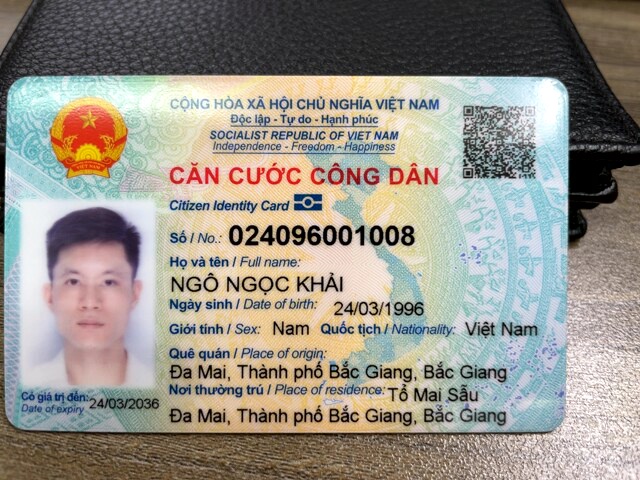 CỘNG HÒA XÃ HỘI CHỦ NGHĨA VIỆT NAM
Độc lập - Tự do - Hạnh phúc
SOCIALIST REPUBLIC OF VIET NAM
Independence - Freedom - Happiness
CĂN CƯỚC CÔNG DÂN
Citizen Identity Card
Số / No.: 024096001008
Họ và tên / Full name:
NGÔ NGỌC KHẢI
Ngày sinh / Date of birth: 24/03/1996
Giới tính / Sex: Nam Quốc tịch / Nationality: Việt Nam
Quê quán / Place of origin:
Đa Mai, Thành phố Bắc Giang, Bắc Giang
Nơi thường trú / Place of residence: Tổ Mai Sẫu
Đa Mai, Thành phố Bắc Giang, Bắc Giang
Có giá trị đến: 24/03/2036
Date of expiry